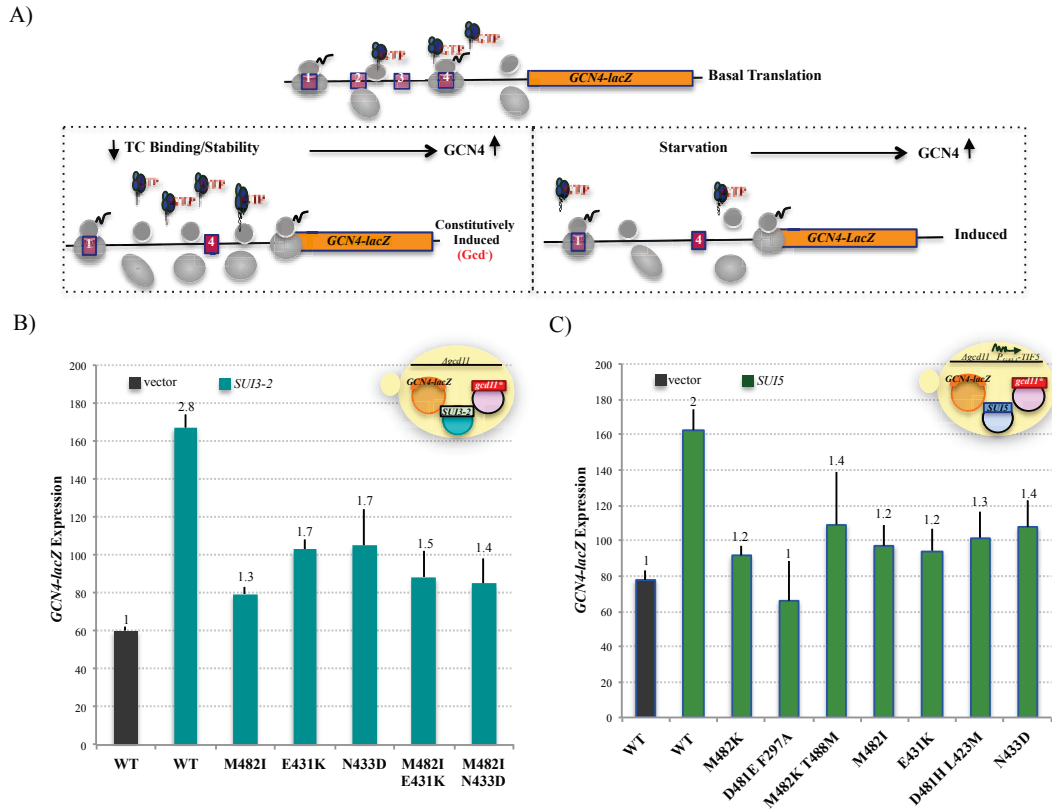 A)
GTP
GTP
GTP
1
2
3
4
GCN4-lacZ
Basal Translation
TC Binding/Stability
GCN4
GTP
GTP
GTP
GTP
1
4
GCN4-lacZ
Constitutively
Induced
(Gcd-)
Starvation
GCN4
GTP
GTP
1
4
GCN4-LacZ
Induced
B)
GCN4-lacZ Expression
200
180
160
140
120
100
80
60
40
20
0
vector
SUI3-2
Δgcd11
GCN4-lacZ
gcd11*
SUI3-2
1
2.8
1.3
1.7
1.7
1.5
1.4
WT
WT
M482I
E431K
N433D
M482I
E431K
M482I
N433D
C)
GCN4-lacZ Expression
200
180
160
140
120
100
80
60
40
20
0
vector
SUI5
Δgcd11
-TIF5
GCN4-lacZ
gcd11*
SUI5
1
2
1.2
1
1.4
1.2
1.2
1.3
1.4
WT
WT
M482K
D481E F297A
M482K T488M
M482I
E431K
D481H L423M
N433D